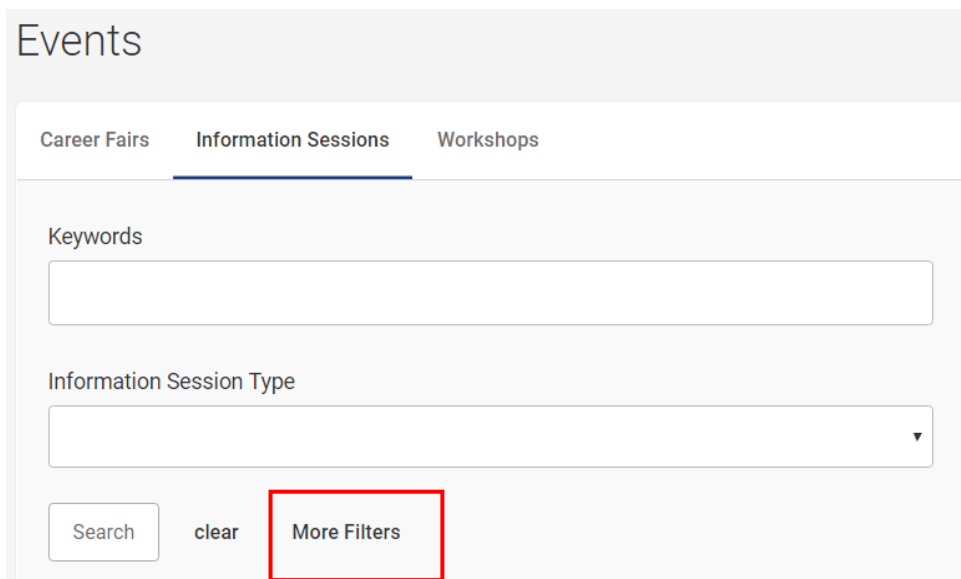 Events
Career Fairs Information Sessions Workshops
Keywords
Information Session Type
Search clear More Filters